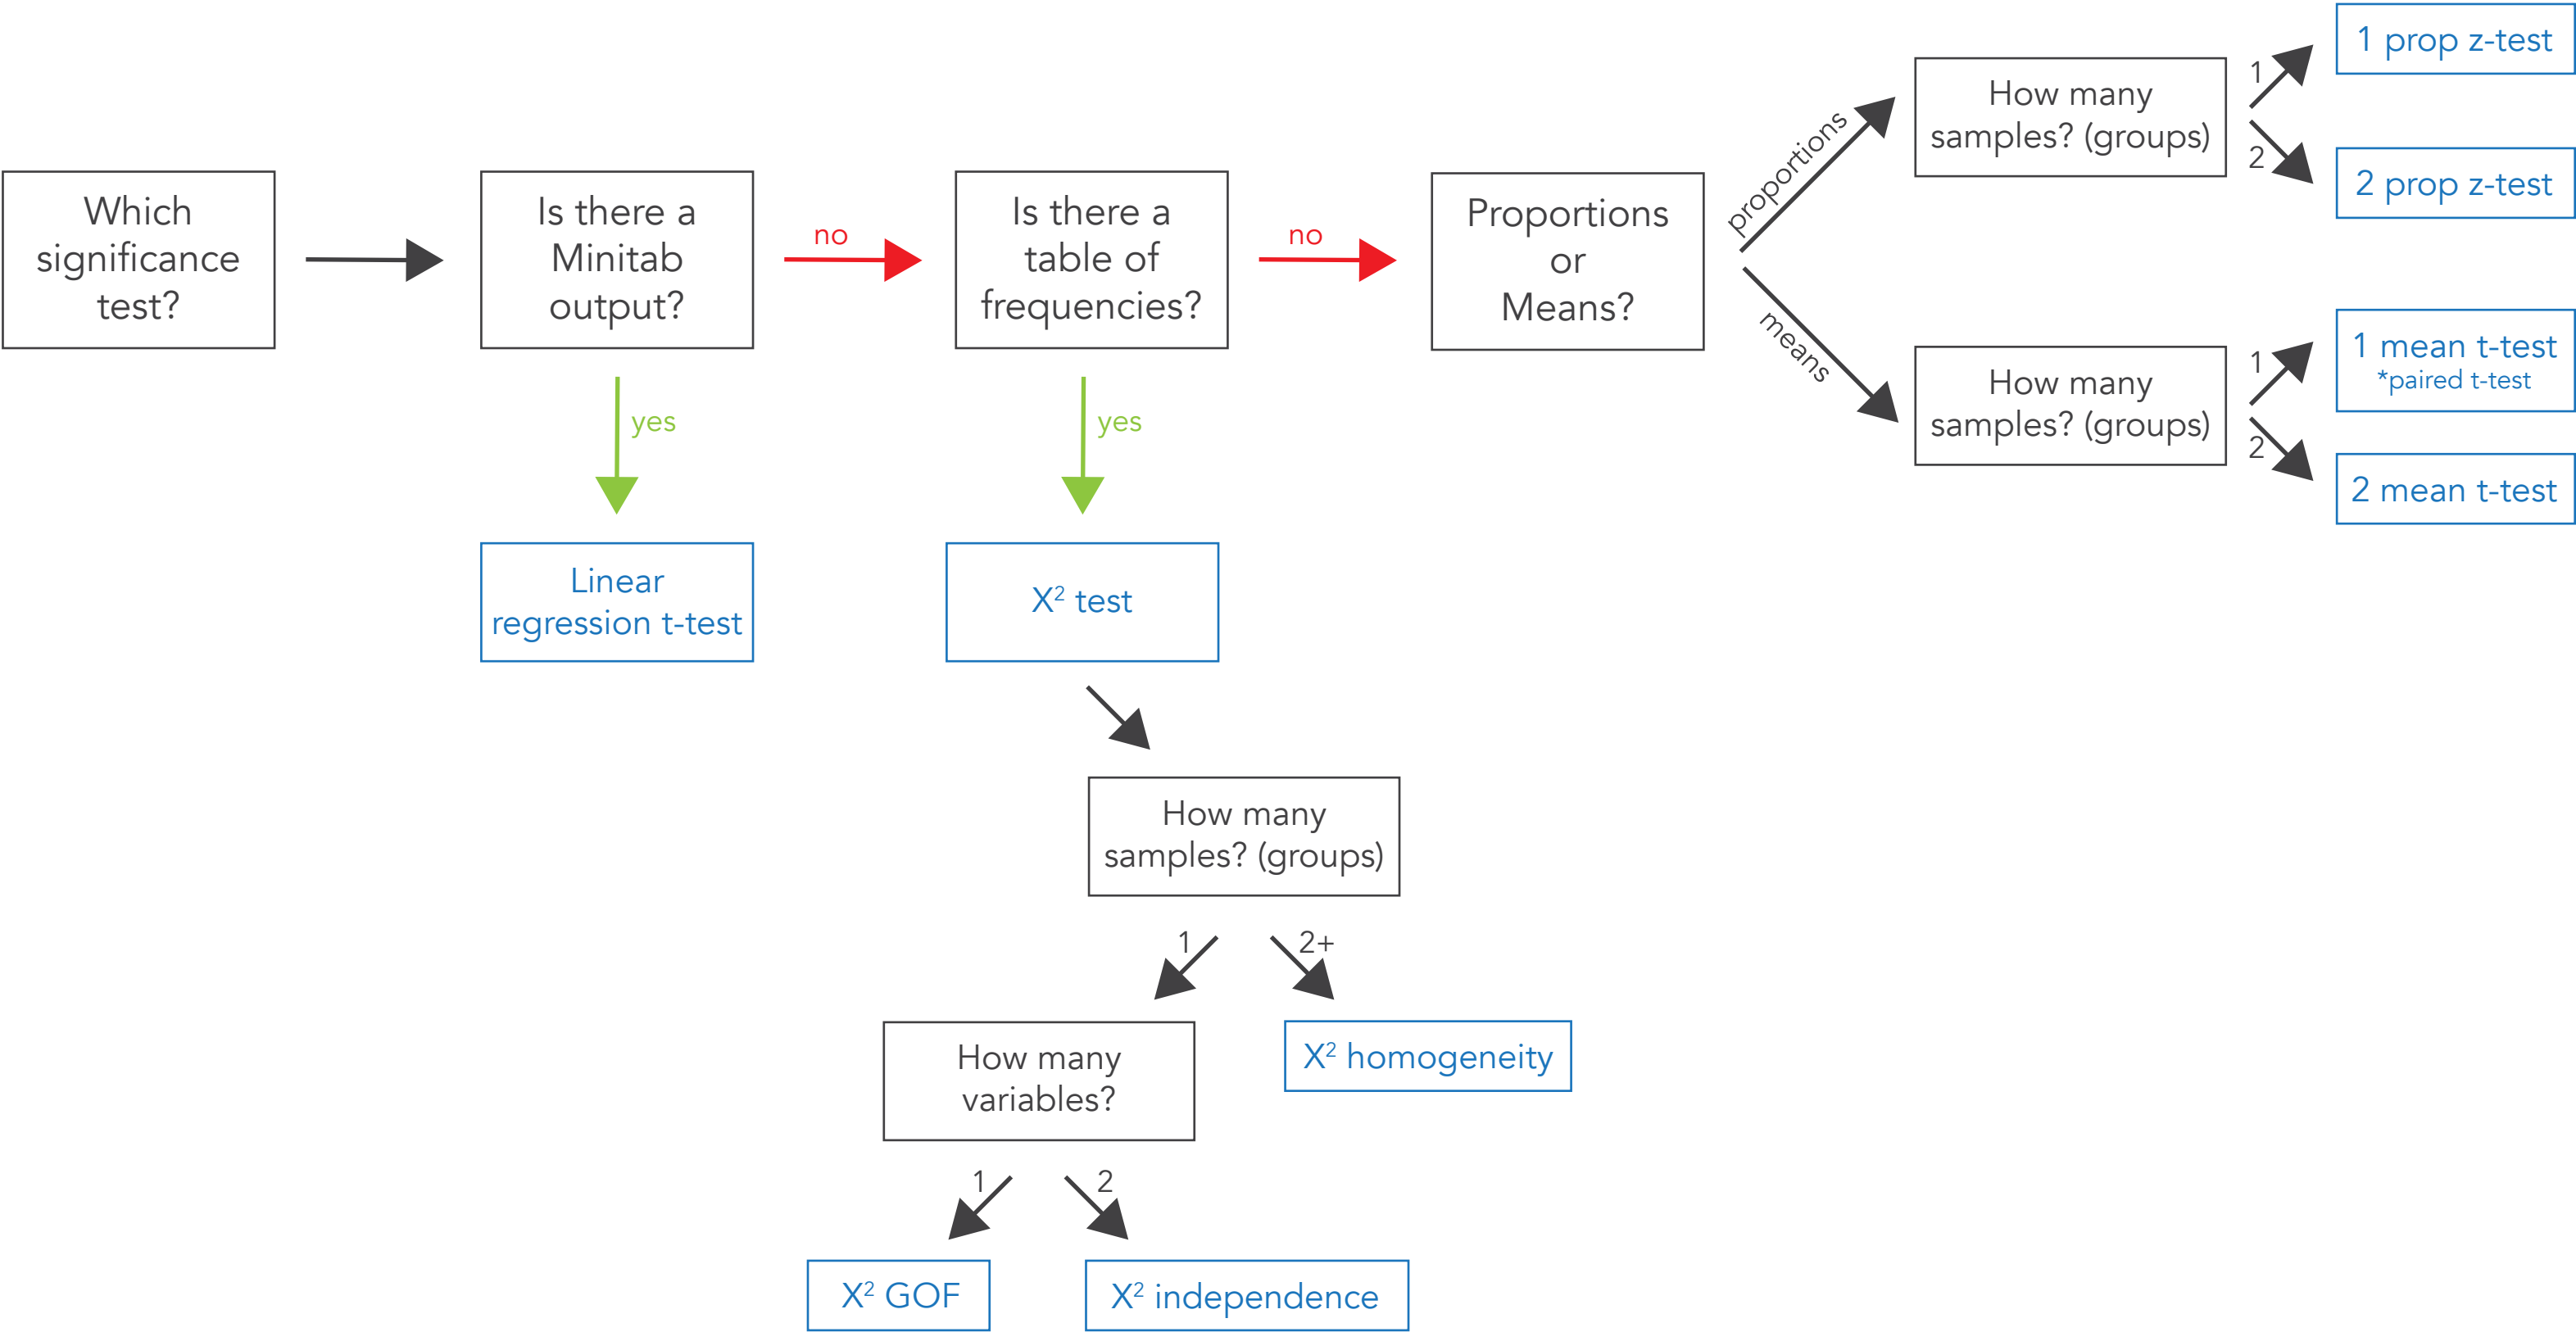 Which
significance
test?
Is there a
Minitab
output?
no
yes
Linear
regression t-test
Is there a
table of
frequencies?
no
yes
X² test
How many
samples? (groups)
1
2+
How many
variables?
X² homogeneity
1
2
X² GOF
X² independence
Proportions
or
Means?
proportions
means
How many
samples? (groups)
1
2
1 prop z-test
2 prop z-test
How many
samples? (groups)
1
2
1 mean t-test
*paired t-test
2 mean t-test